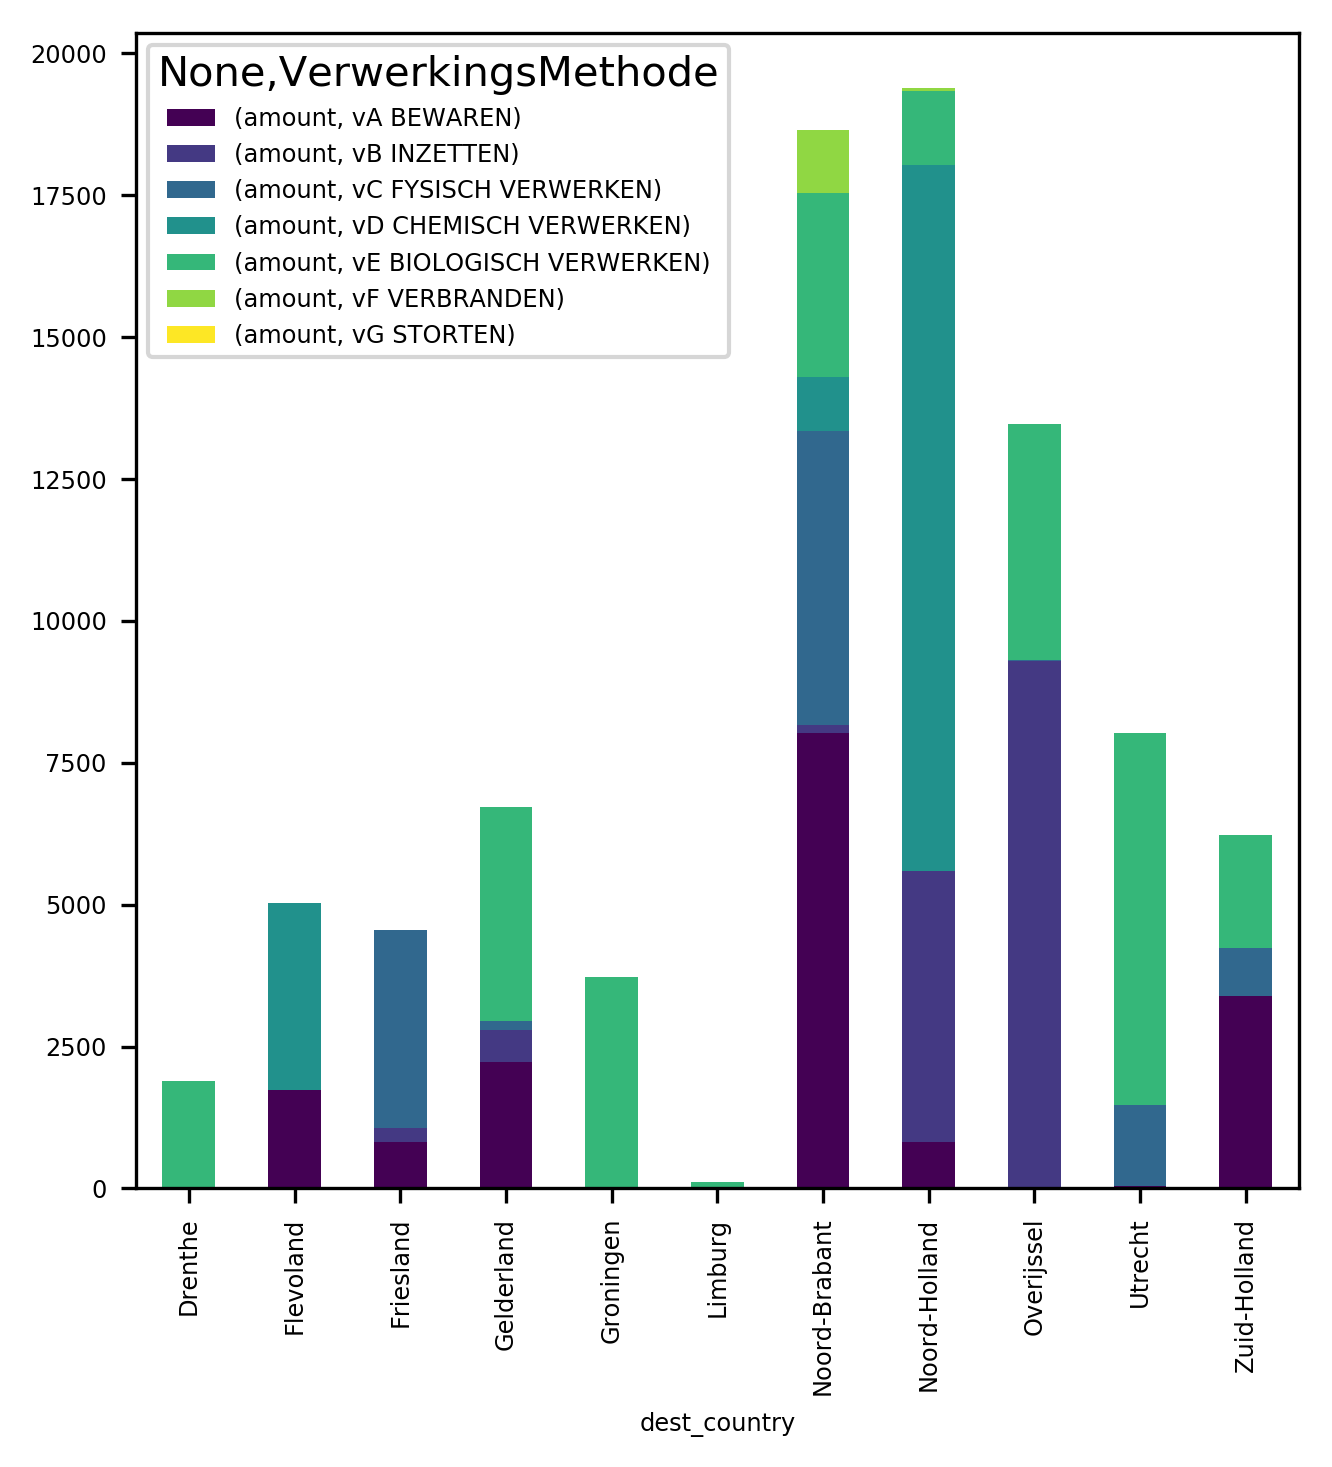 20000
17500
15000
12500
10000
7500
5000
2500
0
None,VerwerkingsMethode
(amount, vA BEWAREN)
(amount, vB INZETTEN)
(amount, vC FYSISCH VERWERKEN)
(amount, vD CHEMISCH VERWERKEN)
(amount, vE BIOLOGISCH VERWERKEN)
(amount, vF VERBRANDEN)
(amount, vG STORTEN)
Drenthe
Flevoland
Friesland
Gelderland
Groningen
Limburg
Noord-Brabant
Noord-Holland
Overijssel
Utrecht
Zuid-Holland
dest_country